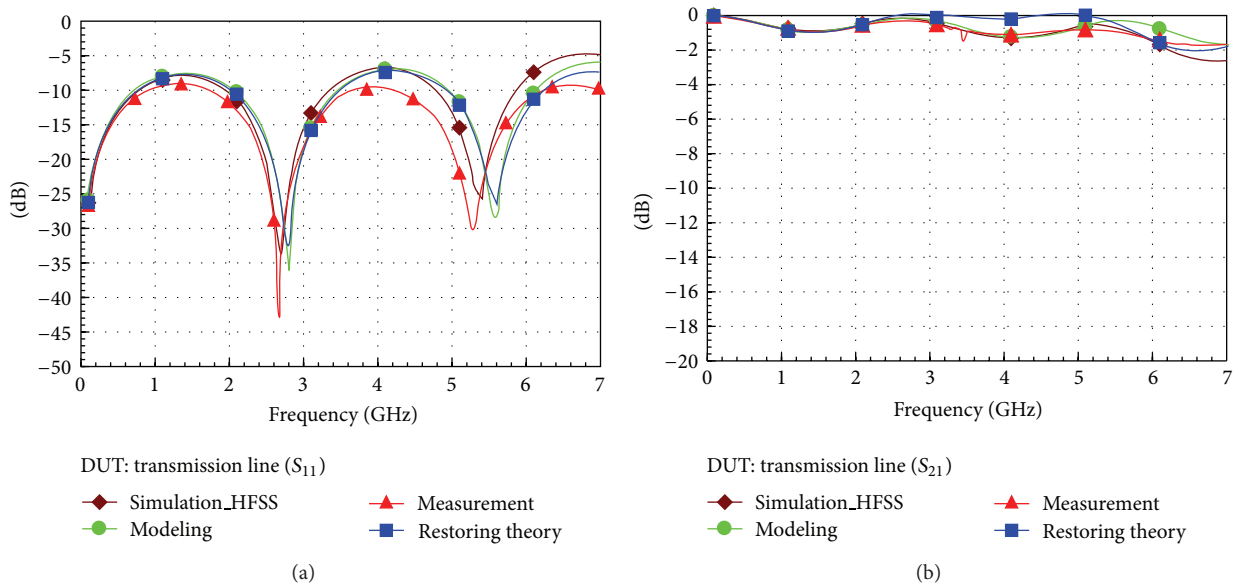 0
−5
−10
−15
−20
−25
−30
−35
−40
−45
−50
(dB)
0 1 2 3 4 5 6 7
Frequency (GHz)
DUT: transmission line (S11)
Simulation_HFSS
Modeling
Measurement
Restoring theory
(a)
0
−2
−4
−6
−8
−10
−12
−14
−16
−18
−20
(dB)
0 1 2 3 4 5 6 7
Frequency (GHz)
DUT: transmission line (S21)
Simulation_HFSS
Modeling
Measurement
Restoring theory
(b)